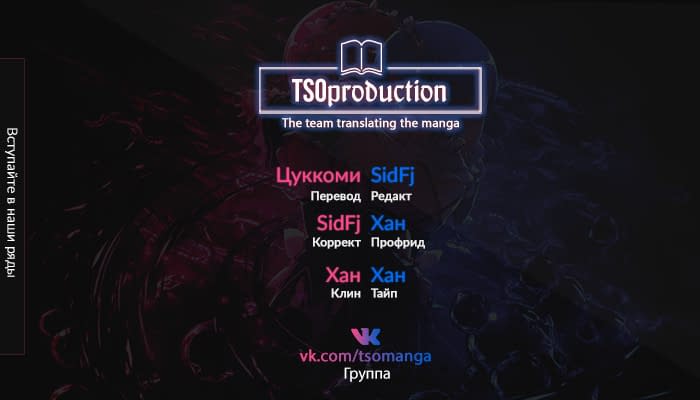 TSOproduction
The team translating the manga
Вступайте в наши ряды
Цуккоми SidFj
Перевод Редакт
SidFj Хан
Коррект Профрид
Хан Хан
Клин Тайп
vk.com/tsomanga
Группа